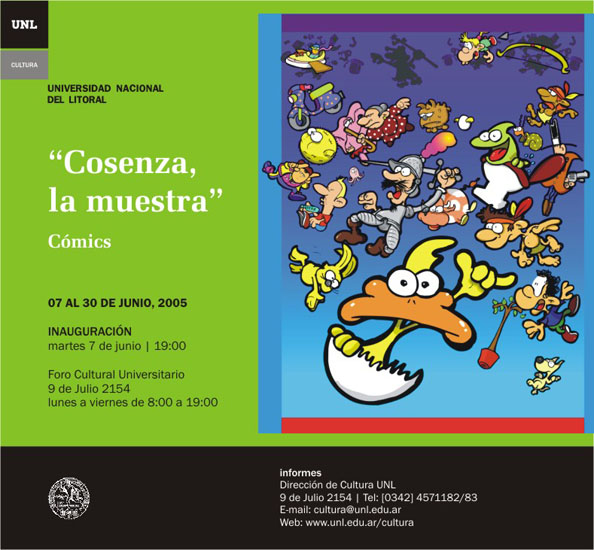 UNL
CULTURA
UNIVERSIDAD NACIONAL
DEL LITORAL
“Cosenza,
la muestra”
Cómics
07 AL 30 DE JUNIO, 2005
INAUGURACIÓN
martes 7 de junio | 19:00
Foro Cultural Universitario
9 de Julio 2154
lunes a viernes de 8:00 a 19:00
informes
Dirección de Cultura UNL
9 de Julio 2154 | Tel: [0342] 4571182/83
E-mail: cultura@unl.edu.ar
Web: www.unl.edu.ar/cultura